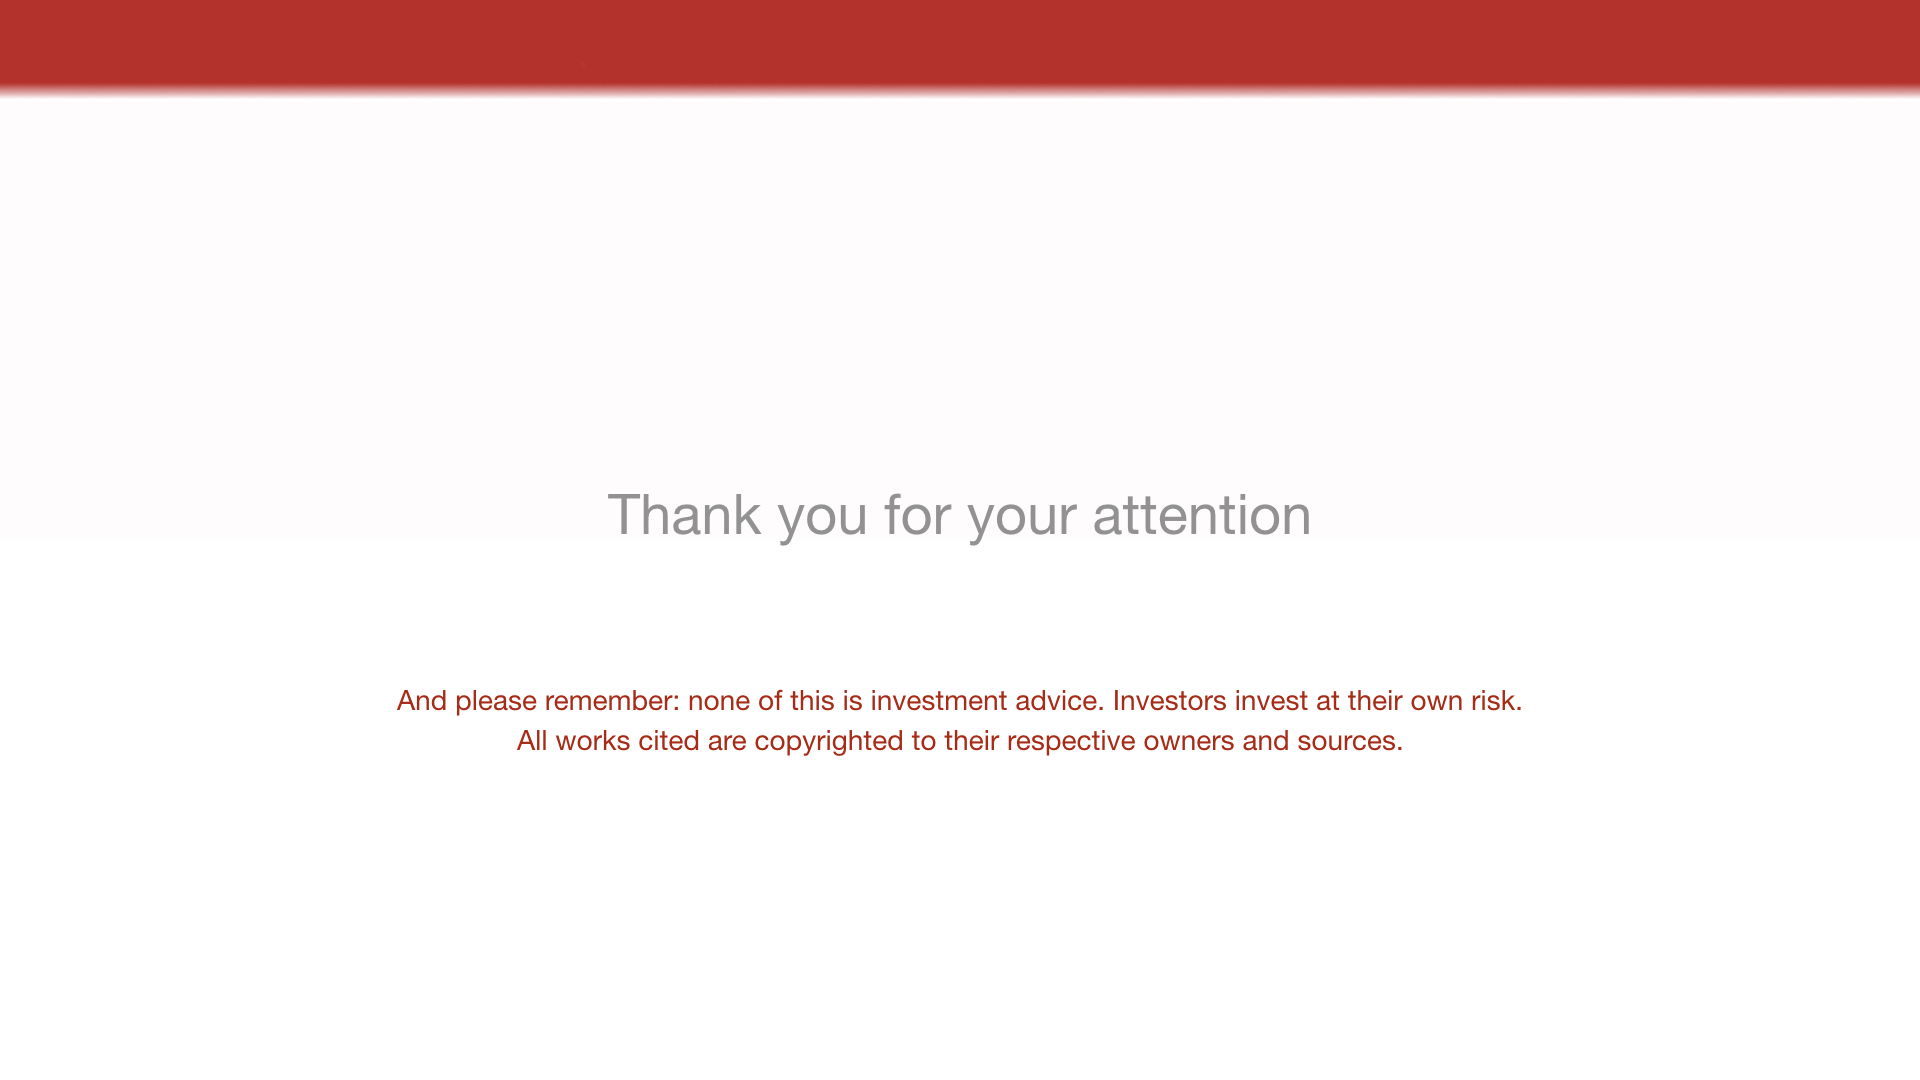 Thank you for your attention
And please remember: none of this is investment advice. Investors invest at their own risk.
All works cited are copyrighted to their respective owners and sources.